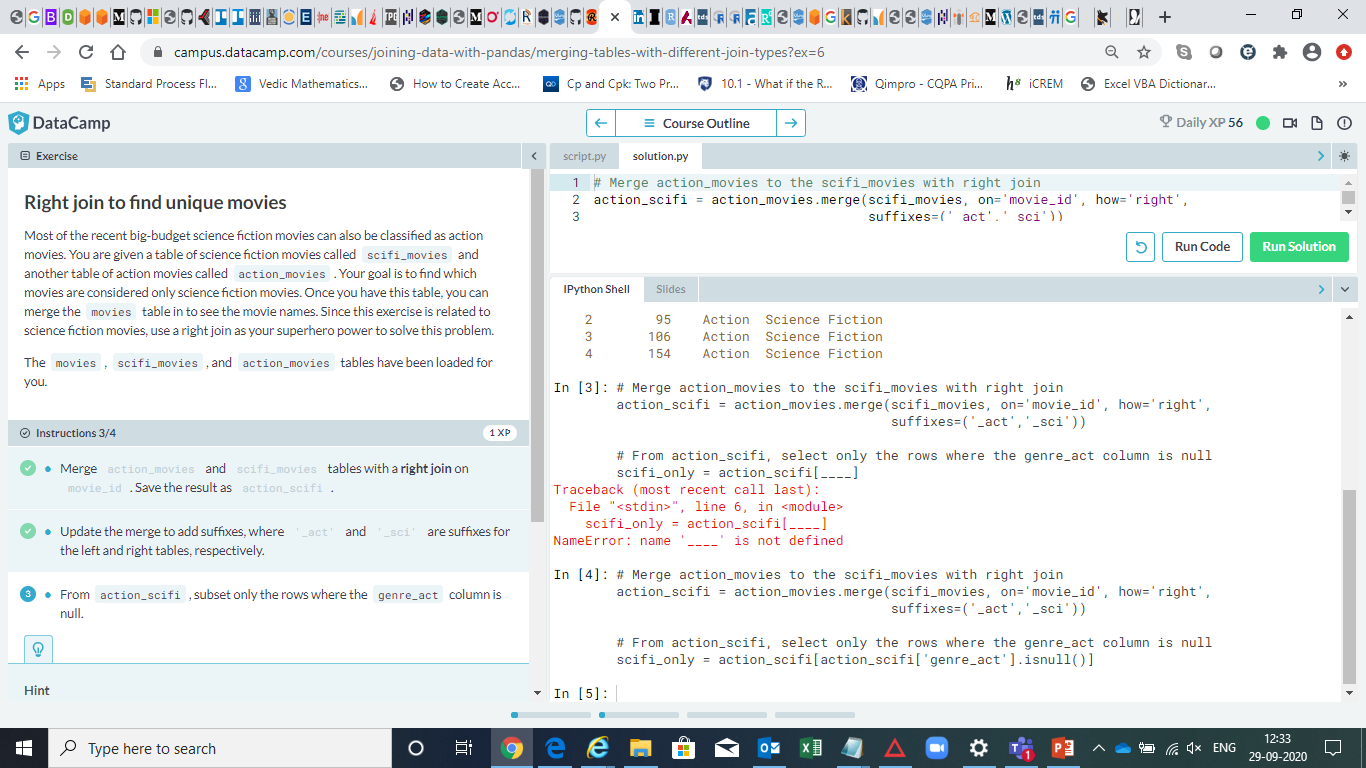 campus.datacamp.com/courses/joining-data-with-pandas/merging-tables-with-different-join-types?ex=6
Apps
Standard Process Fl...
Vedic Mathematics...
How to Create Acc...
Cp and Cpk: Two Pr...
10.1 - What if the R...
Qimpro - CQPA Pri...
iCREM
Excel VBA Dictionar...
»
DataCamp
Course Outline
Daily XP 56
Exercise
Right join to find unique movies
Most of the recent big-budget science fiction movies can also be classified as action
movies. You are given a table of science fiction movies called scifi_movies and
another table of action movies called action_movies . Your goal is to find which
movies are considered only science fiction movies. Once you have this table, you can
merge the movies table in to see the movie names. Since this exercise is related to
science fiction movies, use a right join as your superhero power to solve this problem.
The movies , scifi_movies , and action_movies tables have been loaded for
you.
Instructions 3/4
1 XP
Merge action_movies and scifi_movies tables with a right join on
movie_id . Save the result as action_scifi .
Update the merge to add suffixes, where '_act' and '_sci' are suffixes for
the left and right tables, respectively.
3
From action_scifi , subset only the rows where the genre_act column is
null.
Hint
script.py
solution.py
1 # Merge action_movies to the scifi_movies with right join
2 action_scifi = action_movies.merge(scifi_movies, on='movie_id', how='right',
3 suffixes=('_act','_sci'))
Run Code
Run Solution
IPython Shell
Slides
2 95 Action Science Fiction
3 106 Action Science Fiction
4 154 Action Science Fiction
In [3]: # Merge action_movies to the scifi_movies with right join
action_scifi = action_movies.merge(scifi_movies, on='movie_id', how='right',
suffixes=('_act','_sci'))
# From action_scifi, select only the rows where the genre_act column is null
scifi_only = action_scifi[____]
Traceback (most recent call last):
File "<stdin>", line 6, in <module>
scifi_only = action_scifi[____]
NameError: name '____' is not defined
In [4]: # Merge action_movies to the scifi_movies with right join
action_scifi = action_movies.merge(scifi_movies, on='movie_id', how='right',
suffixes=('_act','_sci'))
# From action_scifi, select only the rows where the genre_act column is null
scifi_only = action_scifi[action_scifi['genre_act'].isnull()]
In [5]:
Type here to search
ENG
12:33
29-09-2020